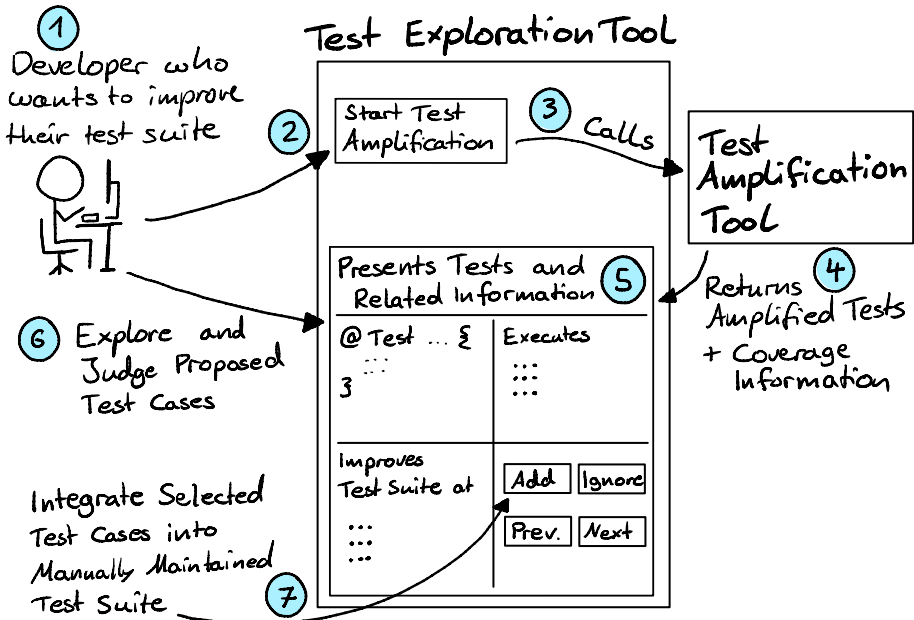 1
Developer who
wants to improve
their test suite
Test Exploration Tool
2
Start Test
Amplification
3
Calls
Test
Amplification
Tool
4
Returns
Amplified Tests
+ Coverage
Information
Presents Tests and
Related Information
5
@Test ... {
...
}
Executes
...
...
...
Improves
Test Suite at
...
...
...
Add
Ignore
Prev.
Next
6
Explore and
Judge Proposed
Test Cases
Integrate Selected
Test Cases into
Manually Maintained
Test Suite
7